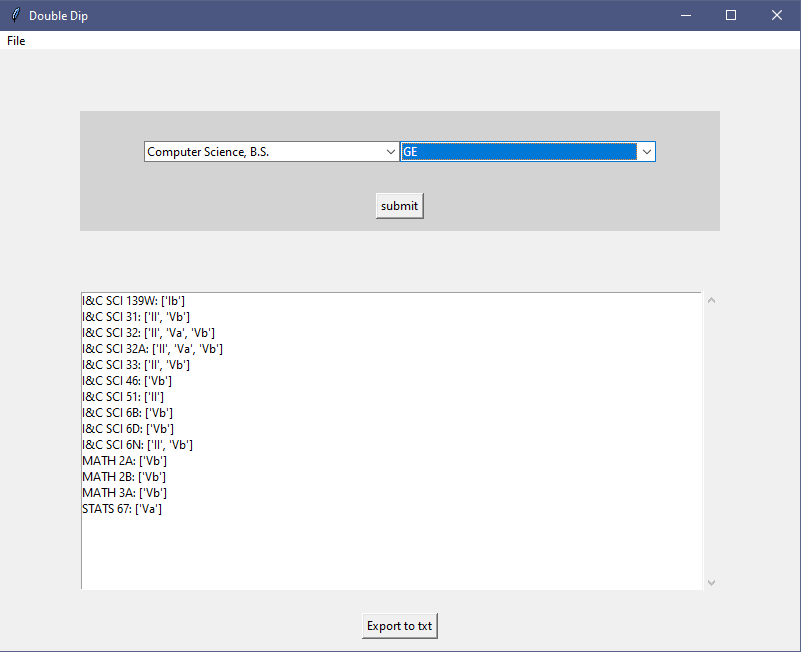 Double Dip
File
Computer Science, B.S. GE
submit
I&C SCI 139W: ['Ib']
I&C SCI 31: ['II', 'Vb']
I&C SCI 32: ['II', 'Va', 'Vb']
I&C SCI 32A: ['II', 'Va', 'Vb']
I&C SCI 33: ['II', 'Vb']
I&C SCI 46: ['Vb']
I&C SCI 51: ['II']
I&C SCI 6B: ['Vb']
I&C SCI 6D: ['Vb']
I&C SCI 6N: ['II', 'Vb']
MATH 2A: ['Vb']
MATH 2B: ['Vb']
MATH 3A: ['Vb']
STATS 67: ['Va']
Export to txt